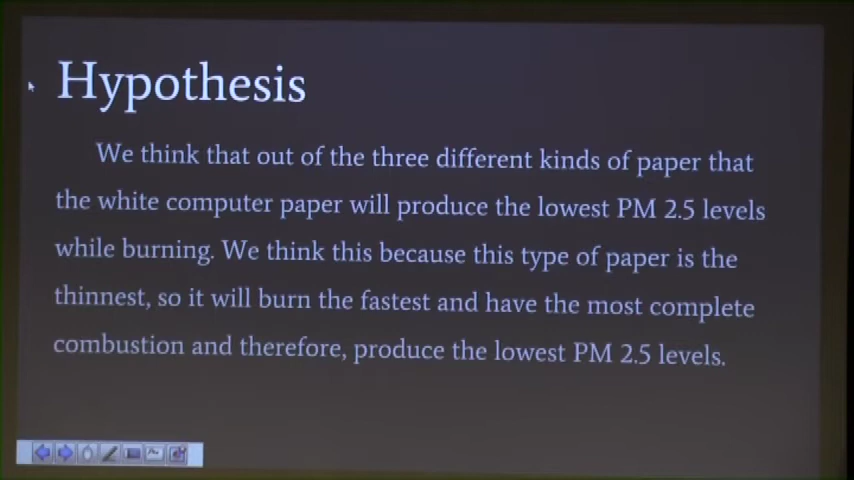 Hypothesis
We think that out of the three different kinds of paper that
the white computer paper will produce the lowest PM 2.5 levels
while burning. We think this because this type of paper is the
thinnest, so it will burn the fastest and have the most complete
combustion and therefore, produce the lowest PM 2.5 levels.